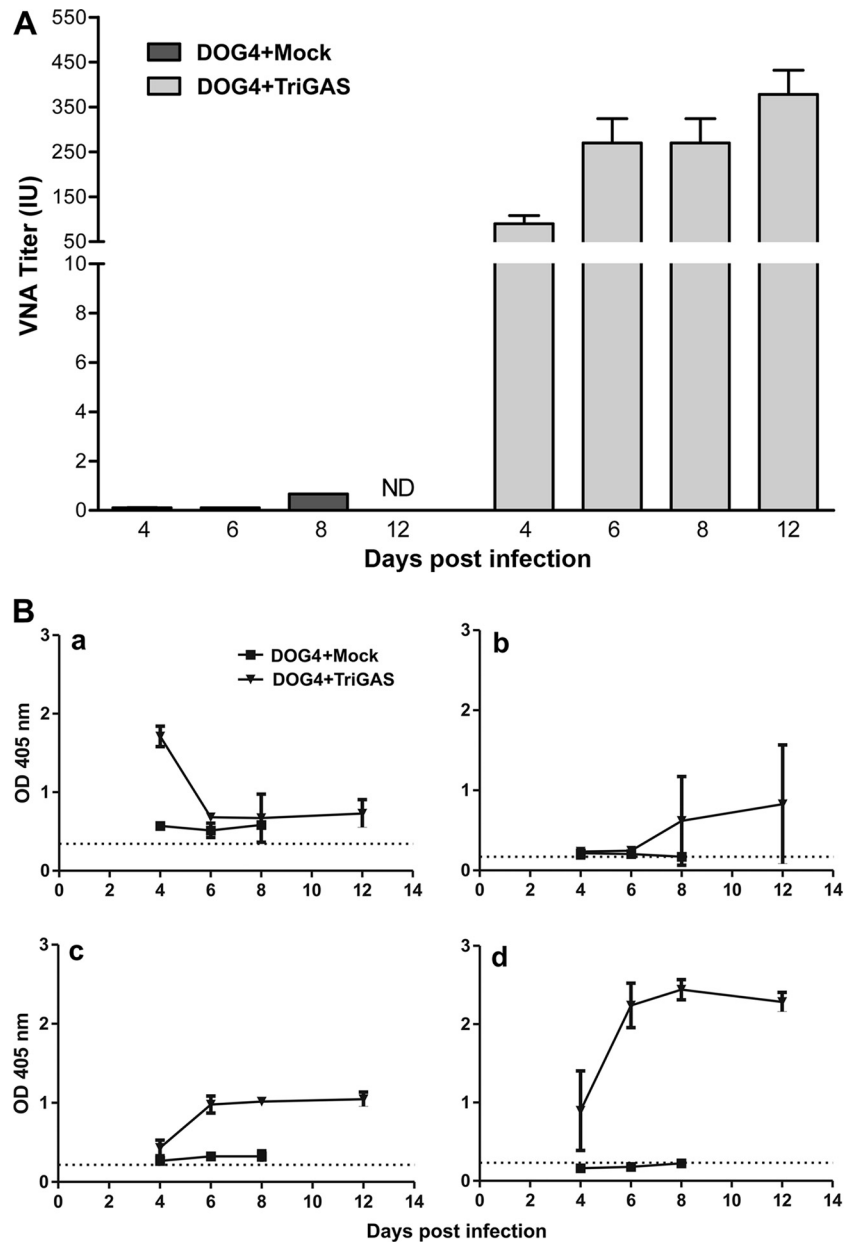 A
550
450
350
250
150
50
10
8
6
4
2
0
VNA Titer (IU)
DOG4+Mock
DOG4+TriGAS
ND
4 6 8 12 4 6 8 12
Days post infection
B
a
3
2
1
0
OD 405 nm
DOG4+Mock
DOG4+TriGAS
0 2 4 6 8 10 12 14
b
3
2
1
0
0 2 4 6 8 10 12 14
c
3
2
1
0
OD 405 nm
0 2 4 6 8 10 12 14
d
3
2
1
0
0 2 4 6 8 10 12 14
Days post infection